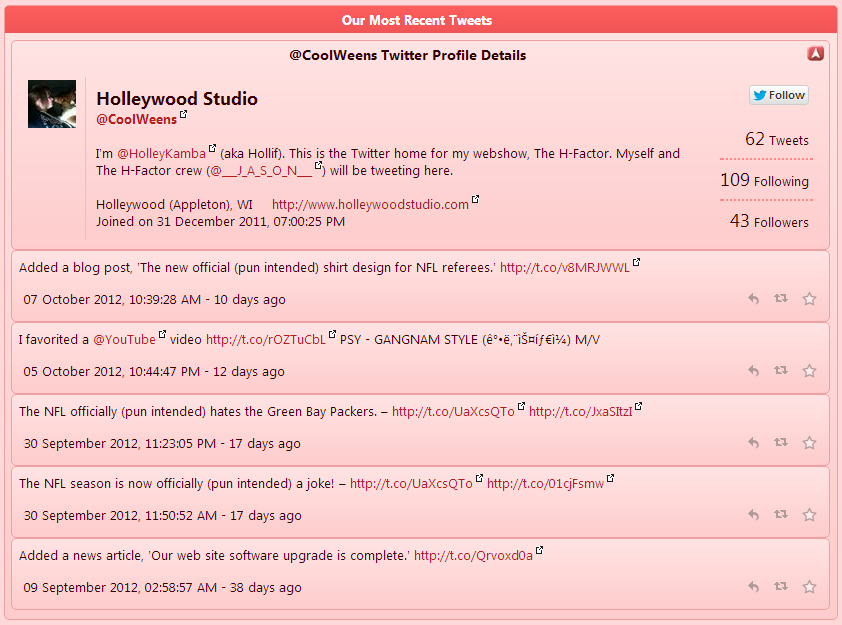 Our Most Recent Tweets
@CoolWeens Twitter Profile Details
Holleywood Studio
@CoolWeens
Follow
I'm @HolleyKamba (aka Hollif). This is the Twitter home for my webshow, The H-Factor. Myself and
The H-Factor crew (@___J_A_S_O_N___) will be tweeting here.
62 Tweets
109 Following
43 Followers
Holleywood (Appleton), WI http://www.holleywoodstudio.com
Joined on 31 December 2011, 07:00:25 PM
Added a blog post, 'The new official (pun intended) shirt design for NFL referees.' http://t.co/v8MRJWWL
07 October 2012, 10:39:28 AM - 10 days ago
I favorited a @YouTube video http://t.co/rOZTuCbL PSY - GANGNAM STYLE (ê°•ë‚¨ìŠ¤íƒ€ì¼) M/V
05 October 2012, 10:44:47 PM - 12 days ago
The NFL officially (pun intended) hates the Green Bay Packers. – http://t.co/UaXcsQTo http://t.co/JxaSItzI
30 September 2012, 11:23:05 PM - 17 days ago
The NFL season is now officially (pun intended) a joke! – http://t.co/UaXcsQTo http://t.co/01cjFsmw
30 September 2012, 11:50:52 AM - 17 days ago
Added a news article, 'Our web site software upgrade is complete.' http://t.co/Qrvoxd0a
09 September 2012, 02:58:57 AM - 38 days ago